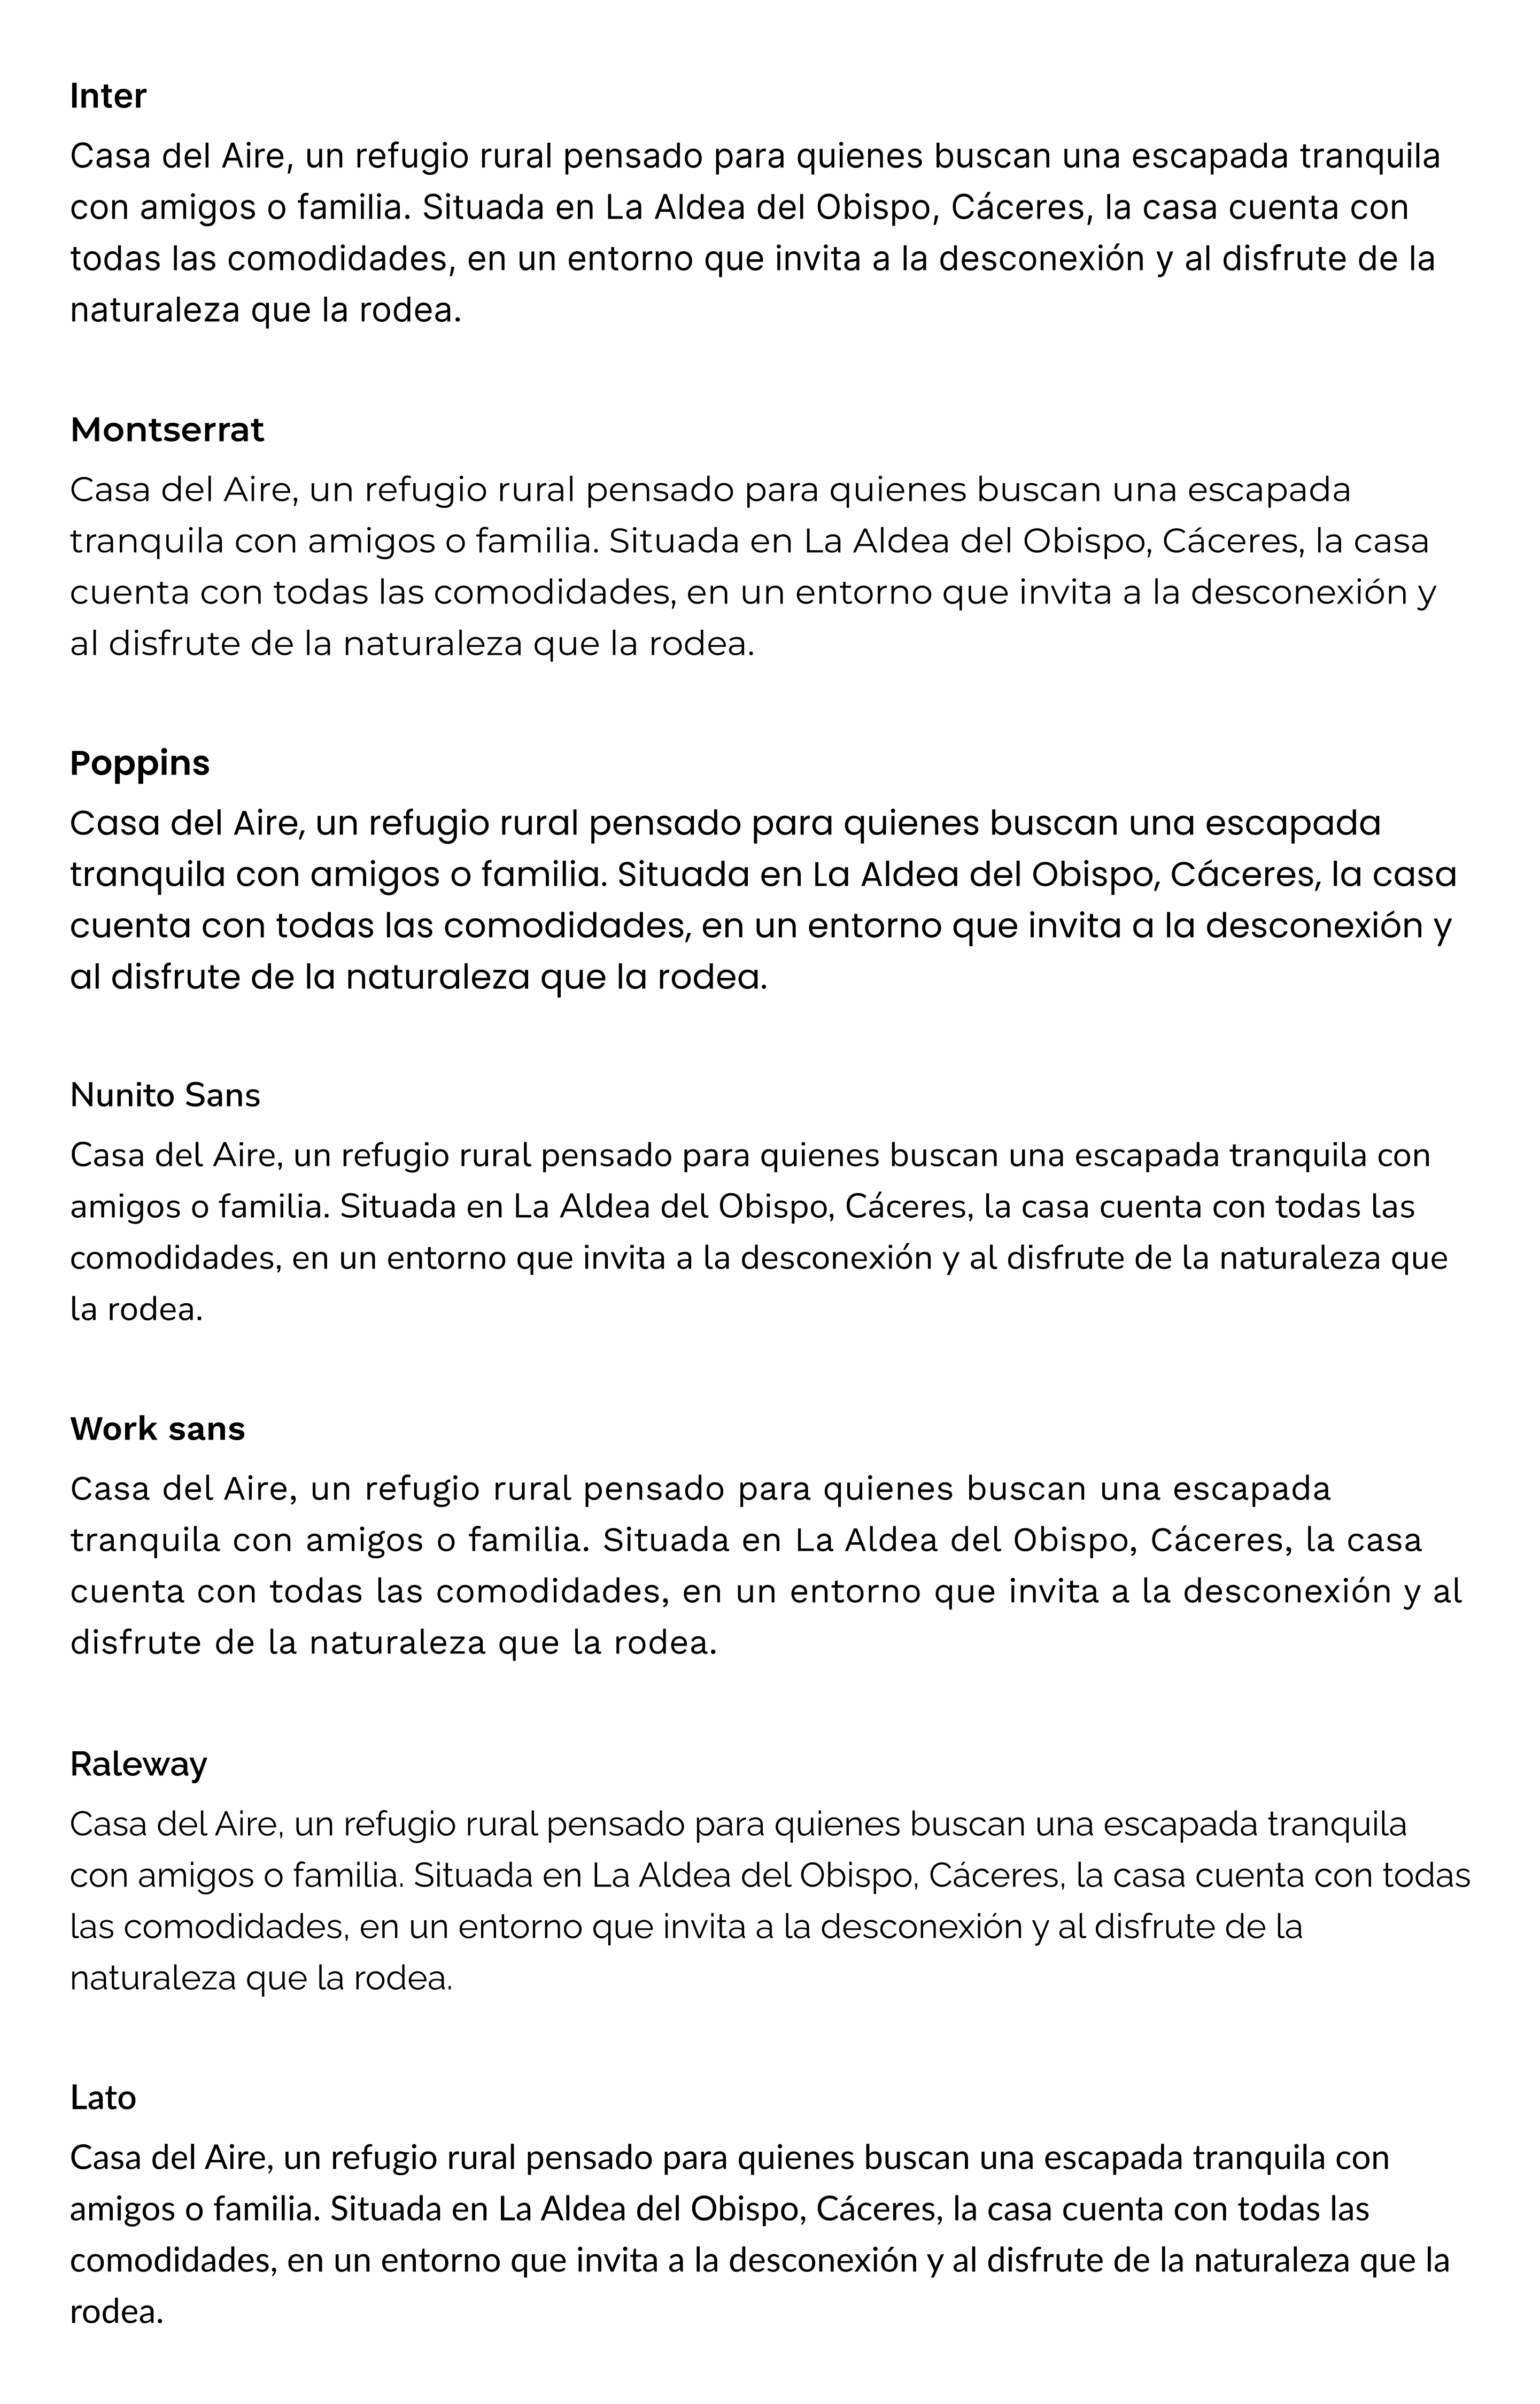 Inter
Casa del Aire, un refugio rural pensado para quienes buscan una escapada tranquila
con amigos o familia. Situada en La Aldea del Obispo, Cáceres, la casa cuenta con
todas las comodidades, en un entorno que invita a la desconexión y al disfrute de la
naturaleza que la rodea.
Montserrat
Casa del Aire, un refugio rural pensado para quienes buscan una escapada
tranquila con amigos o familia. Situada en La Aldea del Obispo, Cáceres, la casa
cuenta con todas las comodidades, en un entorno que invita a la desconexión y
al disfrute de la naturaleza que la rodea.
Poppins
Casa del Aire, un refugio rural pensado para quienes buscan una escapada
tranquila con amigos o familia. Situada en La Aldea del Obispo, Cáceres, la casa
cuenta con todas las comodidades, en un entorno que invita a la desconexión y
al disfrute de la naturaleza que la rodea.
Nunito Sans
Casa del Aire, un refugio rural pensado para quienes buscan una escapada tranquila con
amigos o familia. Situada en La Aldea del Obispo, Cáceres, la casa cuenta con todas las
comodidades, en un entorno que invita a la desconexión y al disfrute de la naturaleza que
la rodea.
Work sans
Casa del Aire, un refugio rural pensado para quienes buscan una escapada
tranquila con amigos o familia. Situada en La Aldea del Obispo, Cáceres, la casa
cuenta con todas las comodidades, en un entorno que invita a la desconexión y al
disfrute de la naturaleza que la rodea.
Raleway
Casa del Aire, un refugio rural pensado para quienes buscan una escapada tranquila
con amigos o familia. Situada en La Aldea del Obispo, Cáceres, la casa cuenta con todas
las comodidades, en un entorno que invita a la desconexión y al disfrute de la
naturaleza que la rodea.
Lato
Casa del Aire, un refugio rural pensado para quienes buscan una escapada tranquila con
amigos o familia. Situada en La Aldea del Obispo, Cáceres, la casa cuenta con todas las
comodidades, en un entorno que invita a la desconexión y al disfrute de la naturaleza que la
rodea.